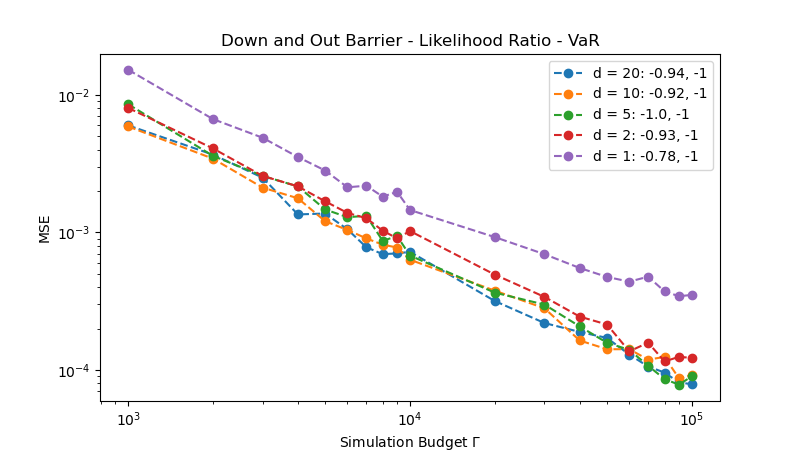 Down and Out Barrier - Likelihood Ratio - VaR
d = 20: -0.94, -1
d = 10: -0.92, -1
d = 5: -1.0, -1
d = 2: -0.93, -1
d = 1: -0.78, -1
MSE
10⁻²
10⁻³
10⁻⁴
10³
10⁴
10⁵
Simulation Budget Γ